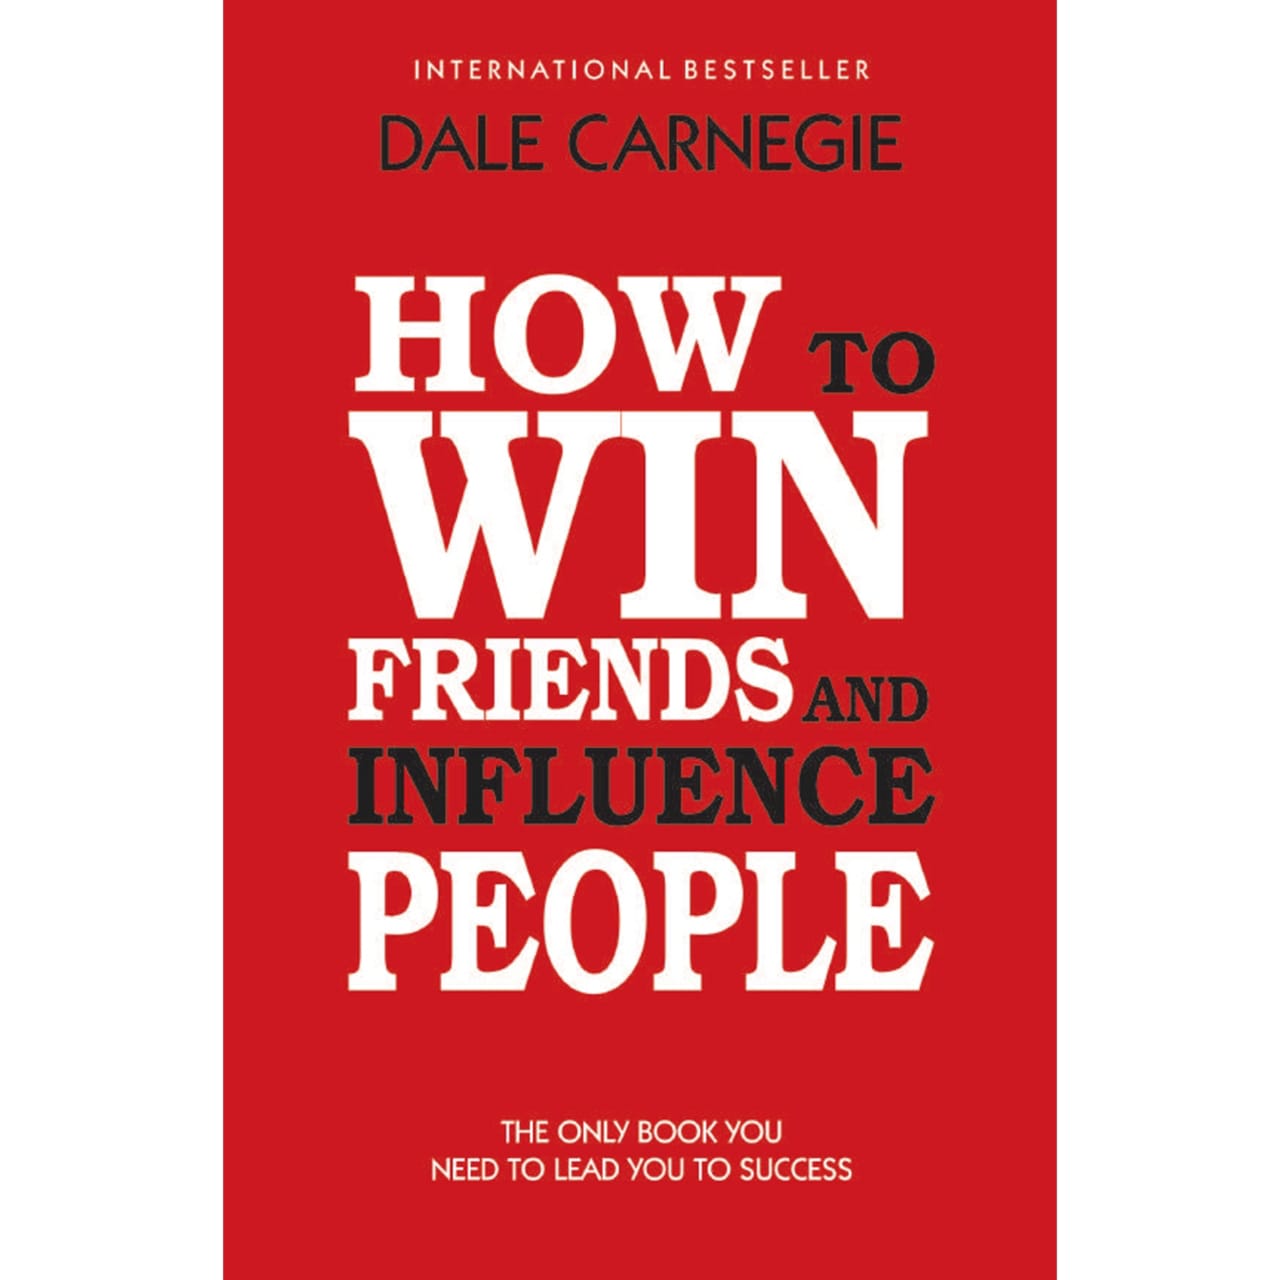 INTERNATIONAL BESTSELLER
DALE CARNEGIE
HOW TO
WIN
FRIENDS AND
INFLUENCE
PEOPLE
THE ONLY BOOK YOU
NEED TO LEAD YOU TO SUCCESS